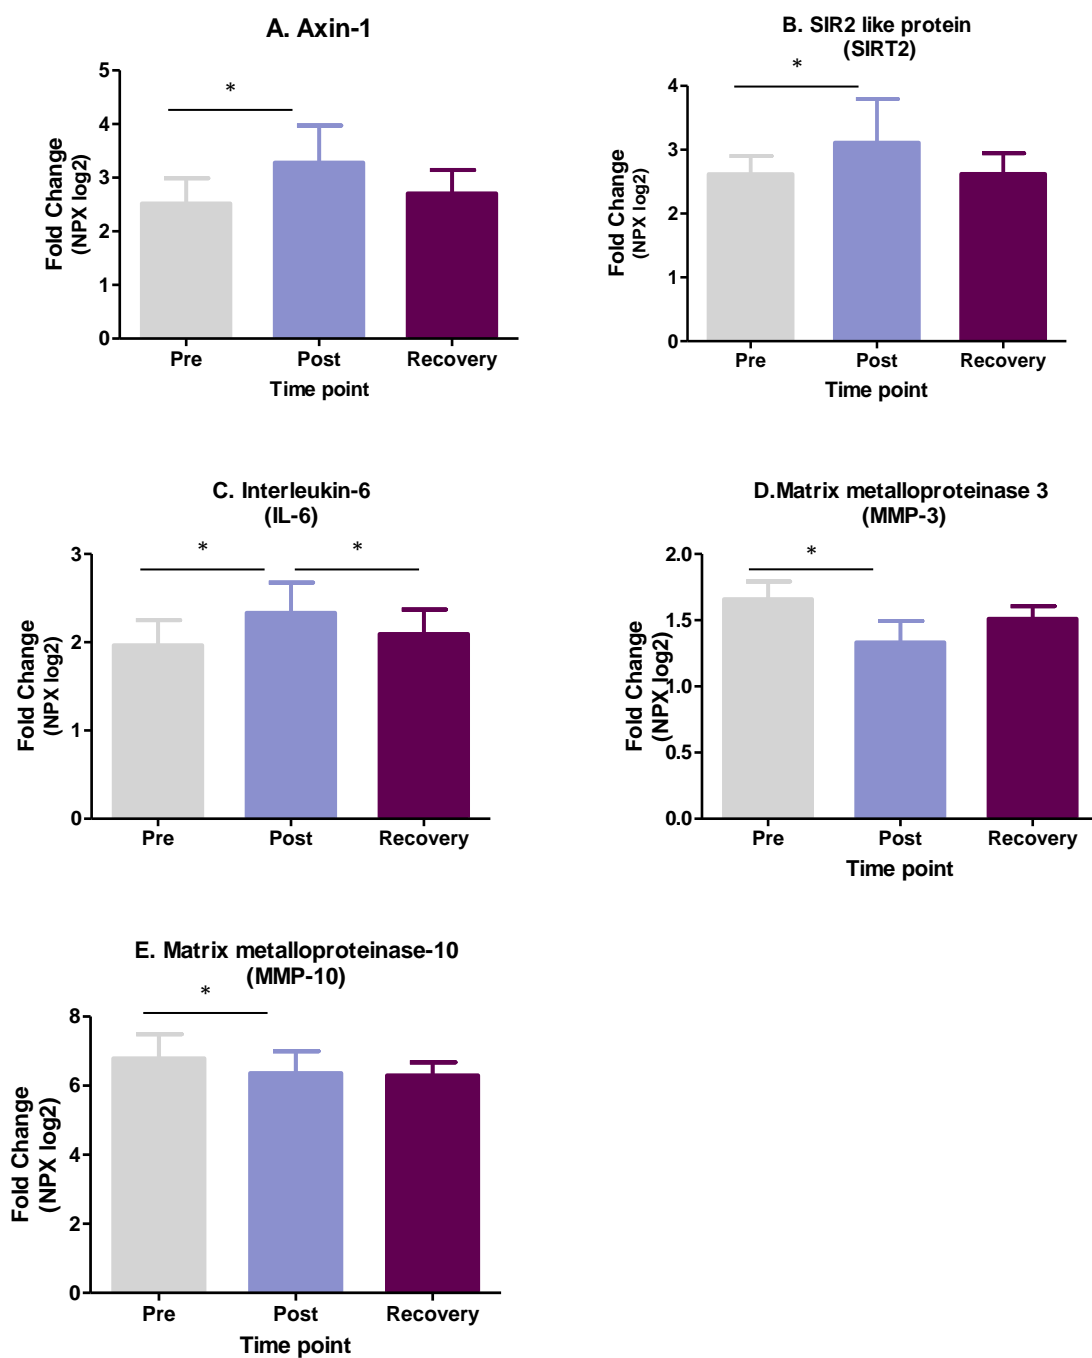 A. Axin-1
*
5
4
3
2
1
0
Fold Change
(NPX log2)
Pre Post Recovery
Time point
B. SIR2 like protein
(SIRT2)
*
4
3
2
1
0
Fold Change
(NPX log2)
Pre Post Recovery
Time point
C. Interleukin-6
(IL-6)
* *
3
2
1
0
Fold Change
(NPX log2)
Pre Post Recovery
D.Matrix metalloproteinase 3
(MMP-3)
*
2.0
1.5
1.0
0.5
0.0
Fold Change
(NPX log2)
Pre Post Recovery
Time point
E. Matrix metalloproteinase-10
(MMP-10)
*
8
6
4
2
0
Fold Change
(NPX log2)
Pre Post Recovery
Time point